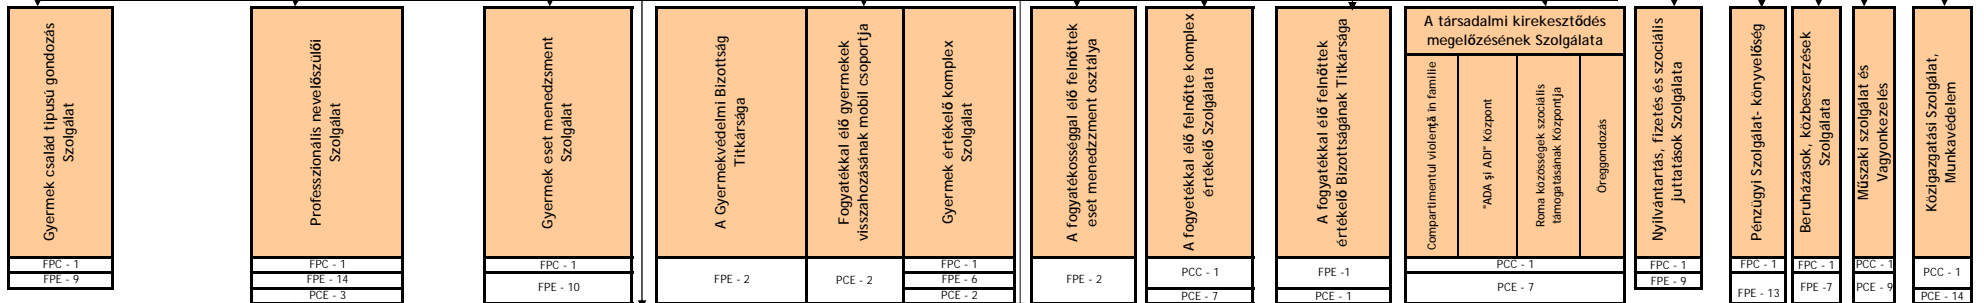 Gyermek család tipusú gondozás
Szolgálat
FPC - 1
FPE - 9
Professzionális nevelőszülői
Szolgálat
FPC - 1
FPE - 14
PCE - 3
Gyermek eset menedzsment
Szolgálat
FPC - 1
FPE - 10
A Gyermekvédelmi Bizottság
Titkársága
FPE - 2
Fogyatékkal élő gyermekek
visszahozásának mobil csoportja
PCE - 2
Gyermek értékelő komplex
Szolgálat
FPC - 1
FPE - 6
PCE - 2
A fogyatékosséggal élő felnőttek
eset menedzzment osztálya
FPE - 2
A fogyetékkal élő felnőtte komplex
értékelő Szolgálata
PCC - 1
PCE - 7
A fogyatékkal élő felnőttek
értékelő Bizottságának Titkársága
FPE -1
PCE - 1
A társadalmi kirekesztődés
megelőzésének Szolgálata
Compartimentul violență în familie
"ADA și ADI" Központ
Roma közösségek szociális
támogatásának Központja
Öreggondozás
PCC - 1
PCE - 7
Nyilvántartás, fizetés és szociális
juttatások Szolgálata
FPC - 1
FPE - 9
Pénzügyi Szolgálat- könyvelőség
FPC - 1
FPE - 13
Beruházások, közbeszerzések
Szolgálata
FPC - 1
FPE -7
Műszaki szolgálat és
Vagyonkezelés
PCC - 1
PCE - 9
Közigazgatási Szolgálat,
Munkavédelem
PCC - 1
PCE - 14